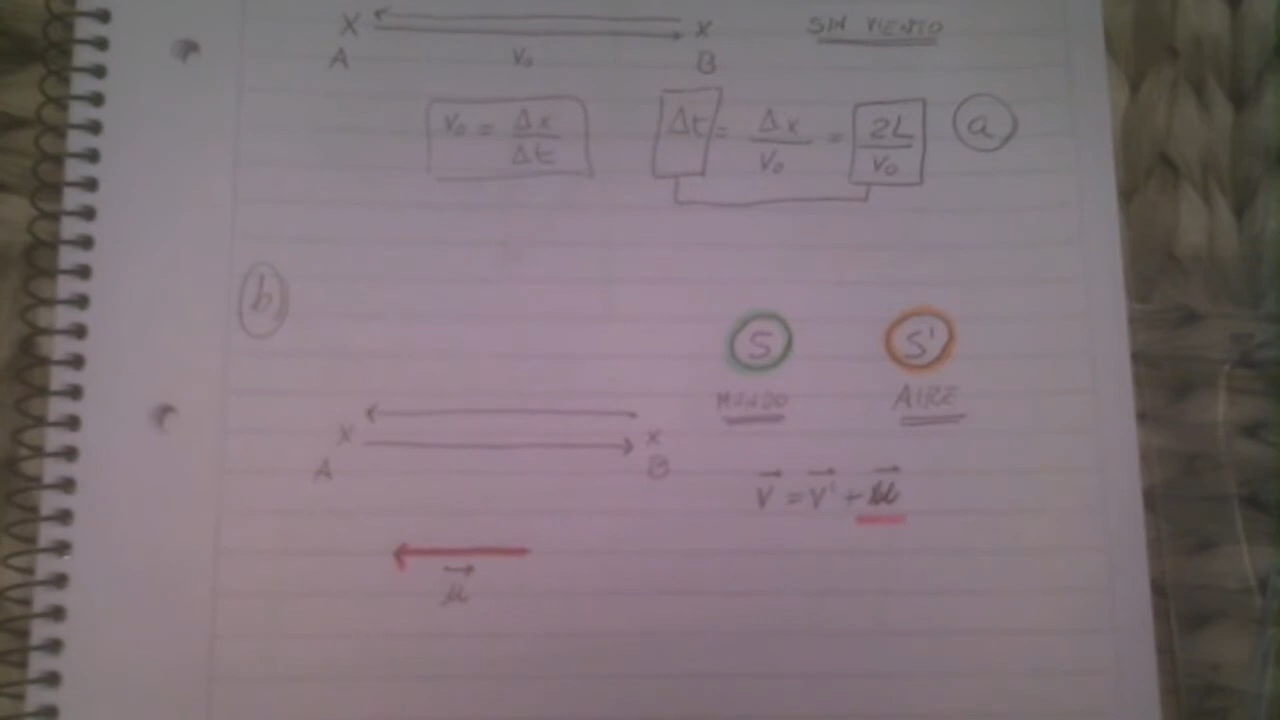 X X SIN VIENTO
A V₀ B
V₀ = Δx/Δt Δt = Δx/V₀ = 2L/V₀ a
b
S S'
MUNDO AIRE
X x
A B
v⃗ = v⃗' + u⃗
u⃗